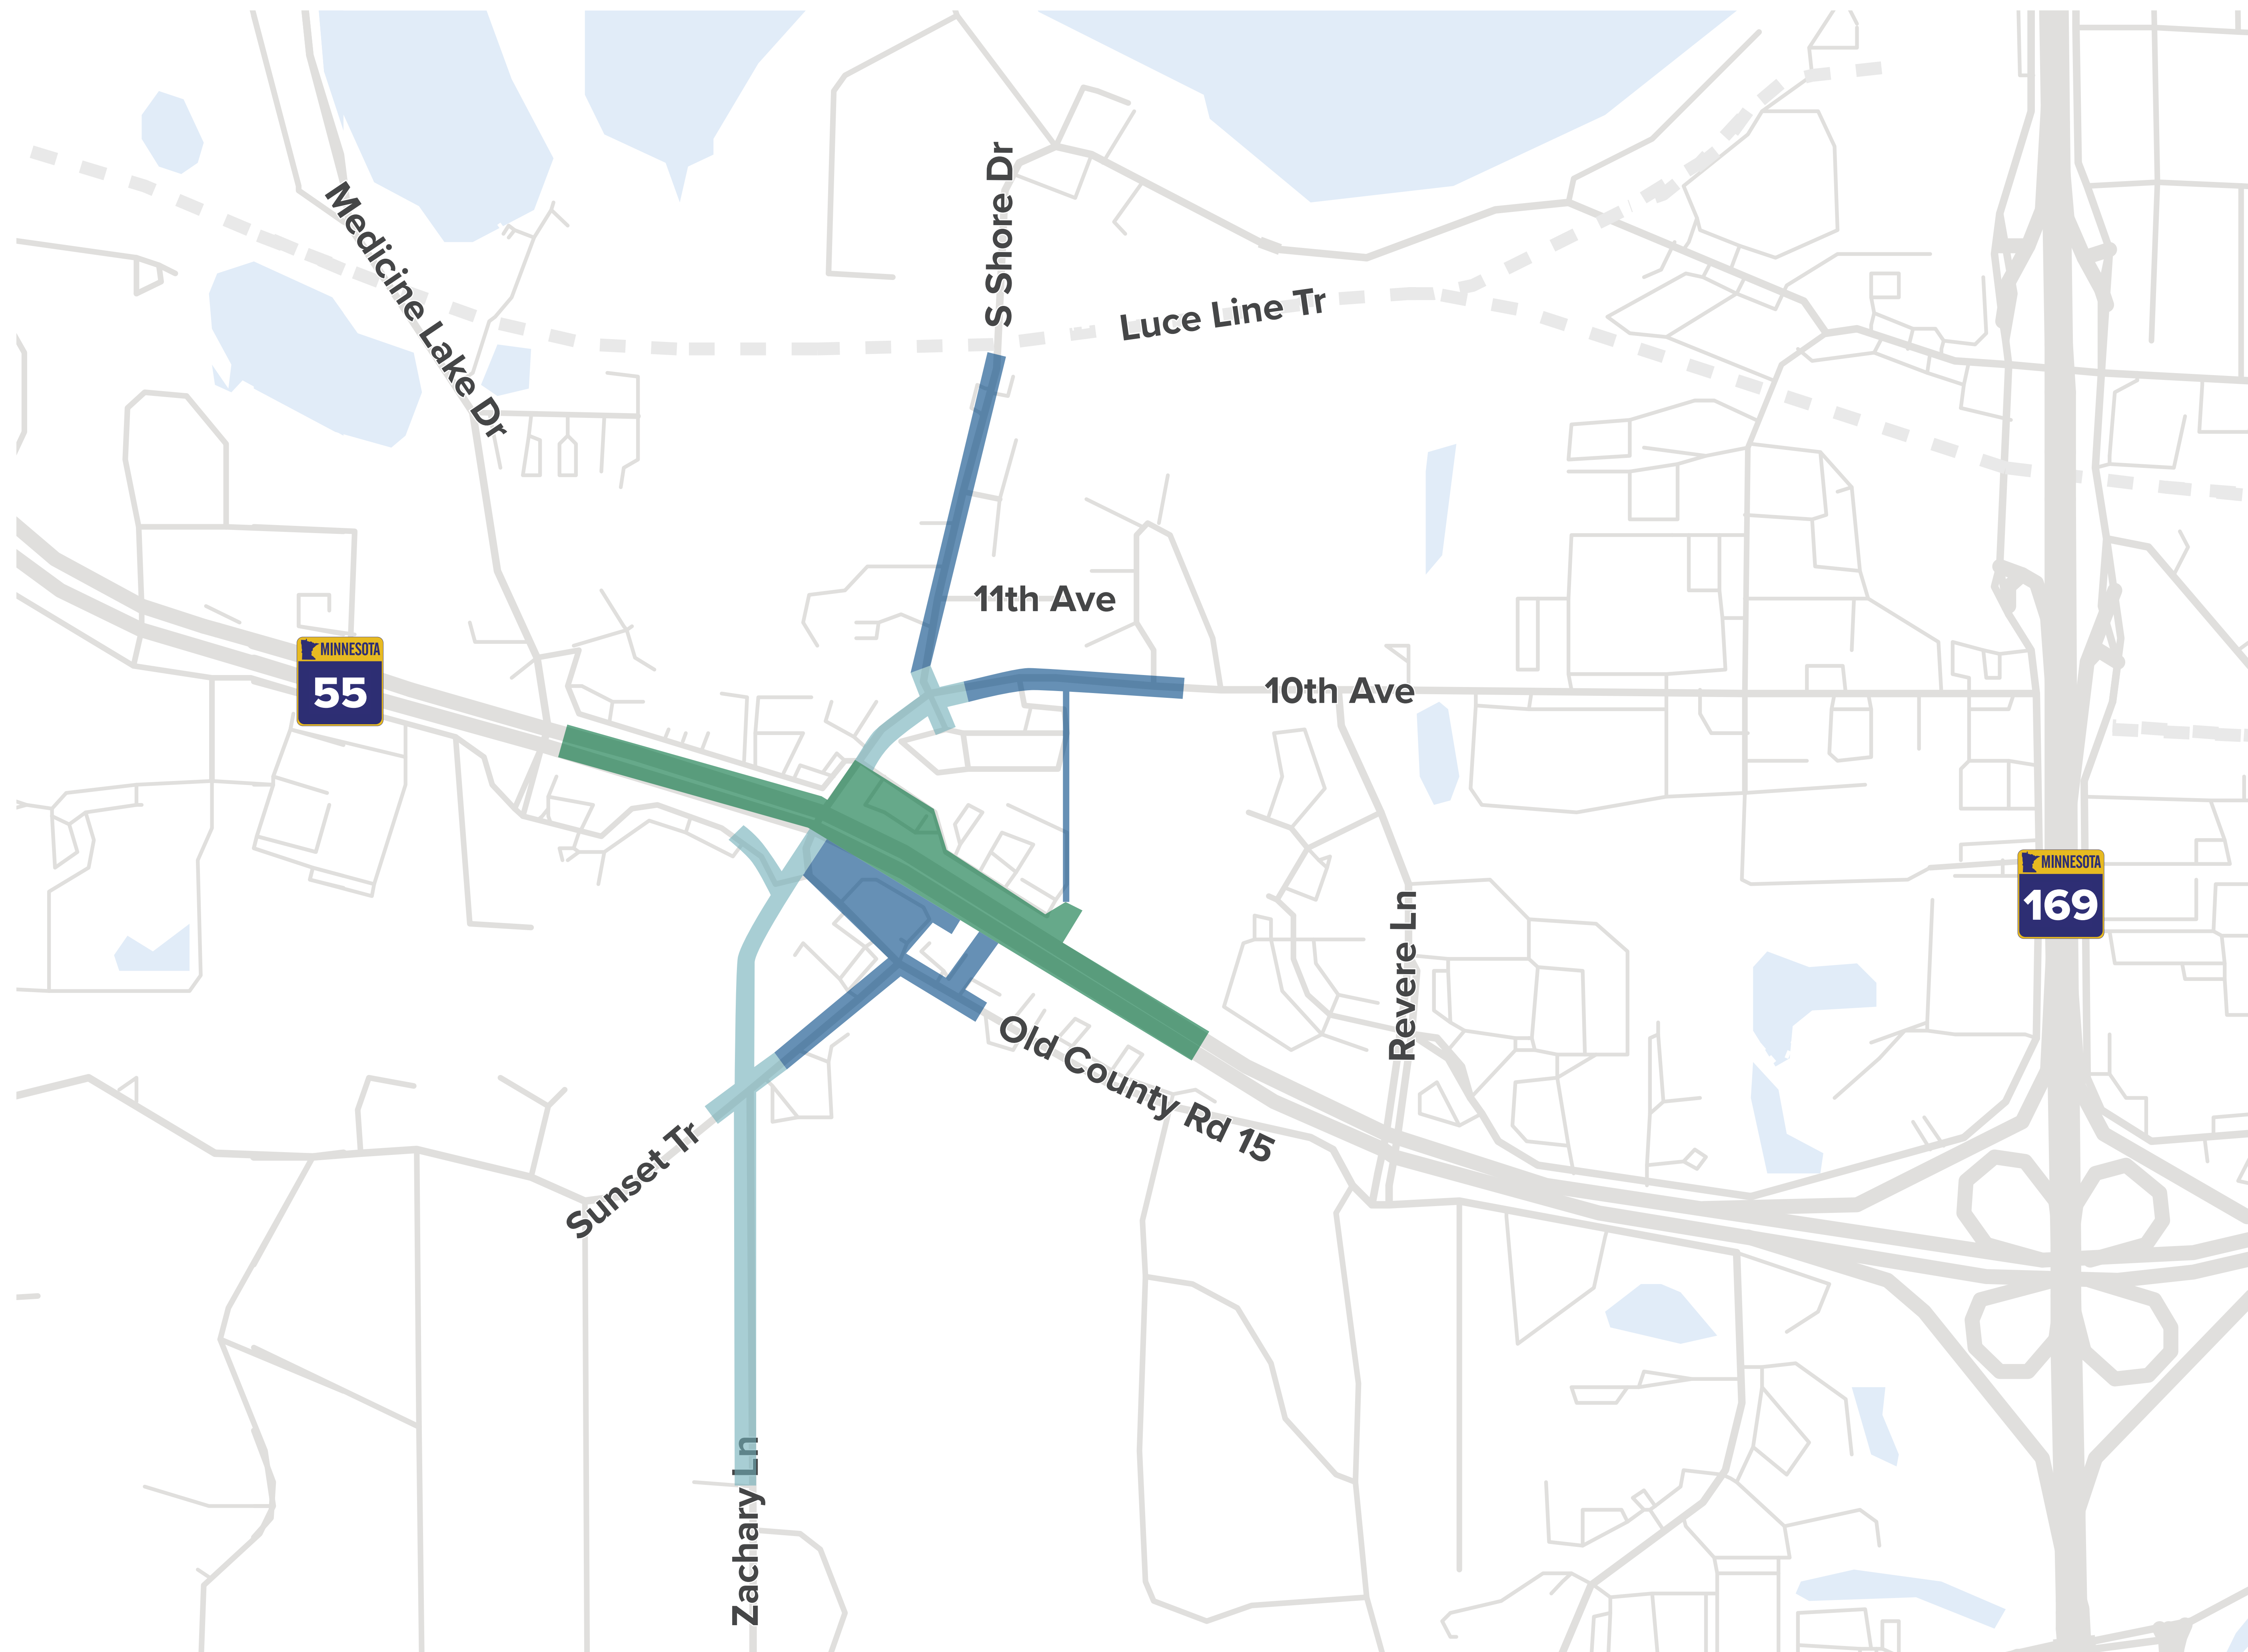 S Shore Dr
Medicine Lake Dr
Luce Line Tr
11th Ave
MINNESOTA
55
10th Ave
MINNESOTA
169
Revere Ln
Old County Rd 15
Sunset Tr
Zachary Ln